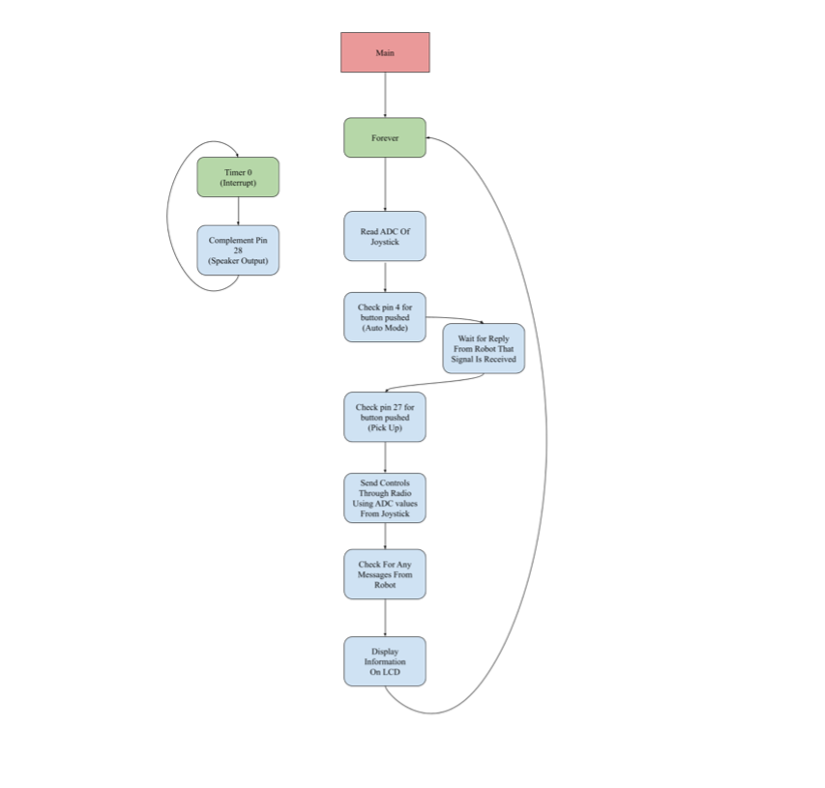 Main
Forever
Timer 0
(Interrupt)
Complement Pin
28
(Speaker Output)
Read ADC Of
Joystick
Check pin 4 for
button pushed
(Auto Mode)
Wait for Reply
From Robot That
Signal Is Received
Check pin 27 for
button pushed
(Pick Up)
Send Controls
Through Radio
Using ADC values
From Joystick
Check For Any
Messages From
Robot
Display
Information
On LCD